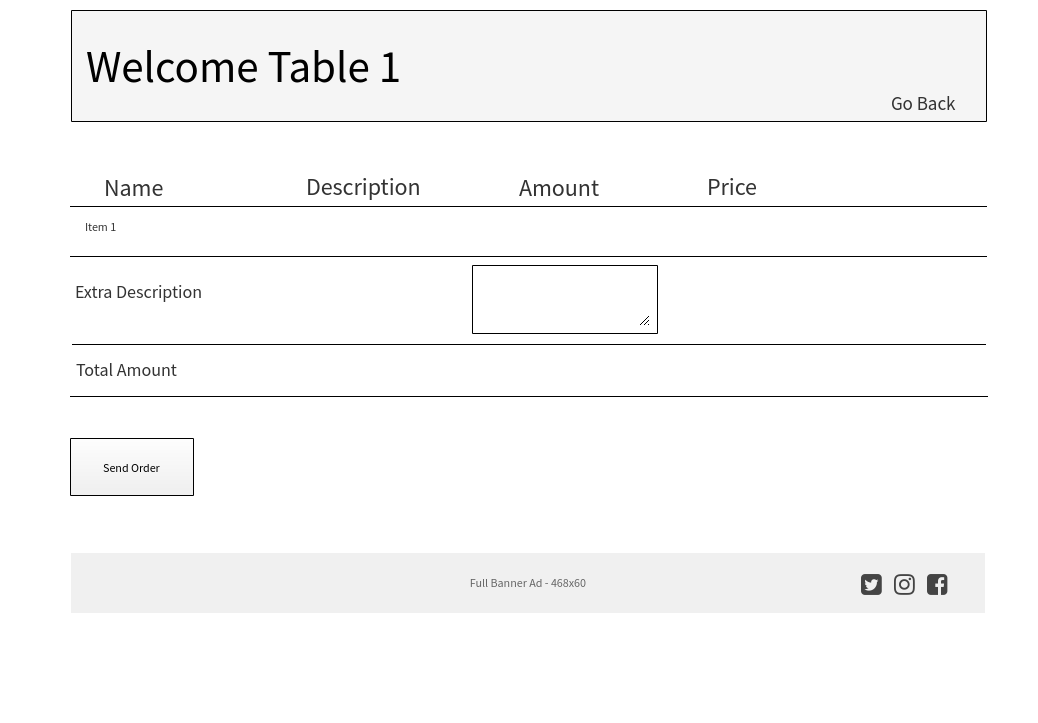 Welcome Table 1
Go Back
Name Description Amount Price
Item 1
Extra Description
Total Amount
Send Order
Full Banner Ad - 468x60